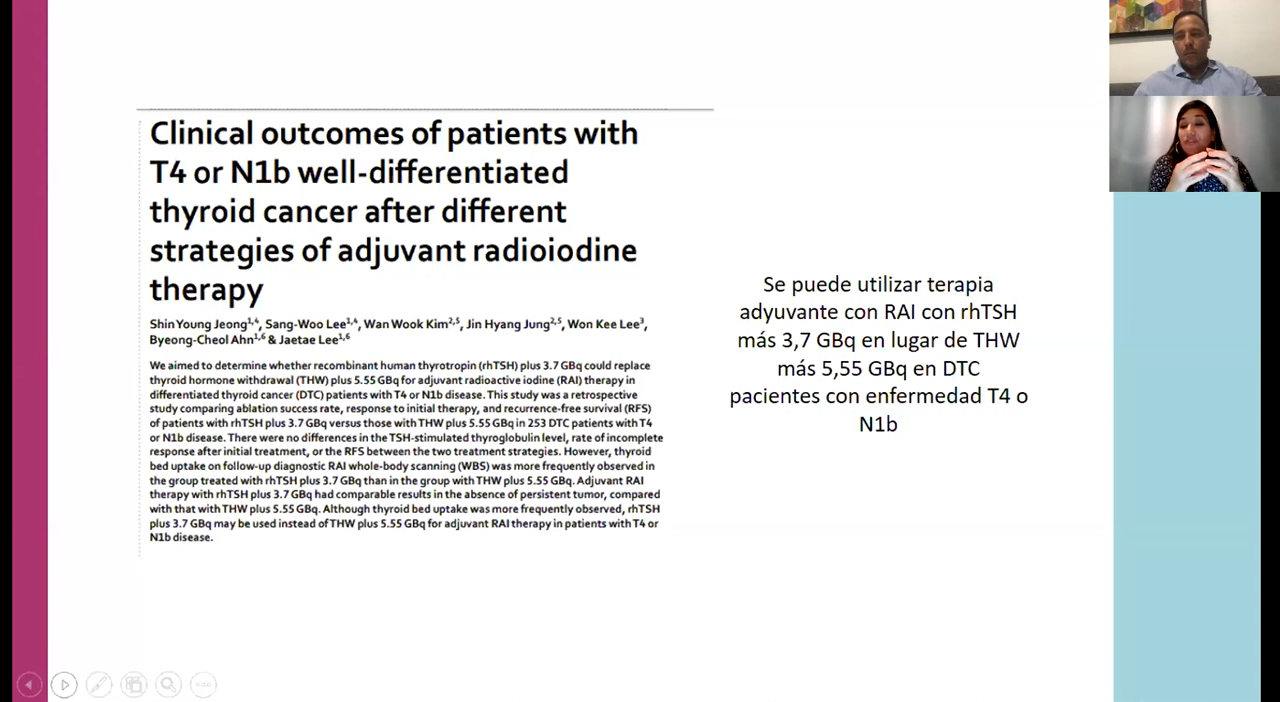 Clinical outcomes of patients with
T4 or N1b well-differentiated
thyroid cancer after different
strategies of adjuvant radioiodine
therapy
Shin Young Jeong1,4, Sang-Woo Lee1,4, Wan Wook Kim2,5, Jin Hyang Jung2,5, Won Kee Lee3,
Byeong-Cheol Ahn1,6 & Jaetae Lee1,6
We aimed to determine whether recombinant human thyrotropin (rhTSH) plus 3.7 GBq could replace
thyroid hormone withdrawal (THW) plus 5.55 GBq for adjuvant radioactive iodine (RAI) therapy in
differentiated thyroid cancer (DTC) patients with T4 or N1b disease. This study was a retrospective
study comparing ablation success rate, response to initial therapy, and recurrence-free survival (RFS)
of patients with rhTSH plus 3.7 GBq versus those with THW plus 5.55 GBq in 253 DTC patients with T4
or N1b disease. There were no differences in the TSH-stimulated thyroglobulin level, rate of incomplete
response after initial treatment, or the RFS between the two treatment strategies. However, thyroid
bed uptake on follow-up diagnostic RAI whole-body scanning (WBS) was more frequently observed in
the group treated with rhTSH plus 3.7 GBq than in the group with THW plus 5.55 GBq. Adjuvant RAI
therapy with rhTSH plus 3.7 GBq had comparable results in the absence of persistent tumor, compared
with that with THW plus 5.55 GBq. Although thyroid bed uptake was more frequently observed, rhTSH
plus 3.7 GBq may be used instead of THW plus 5.55 GBq for adjuvant RAI therapy in patients with T4 or
N1b disease.
Se puede utilizar terapia
adyuvante con RAI con rhTSH
más 3,7 GBq en lugar de THW
más 5,55 GBq en DTC
pacientes con enfermedad T4 o
N1b